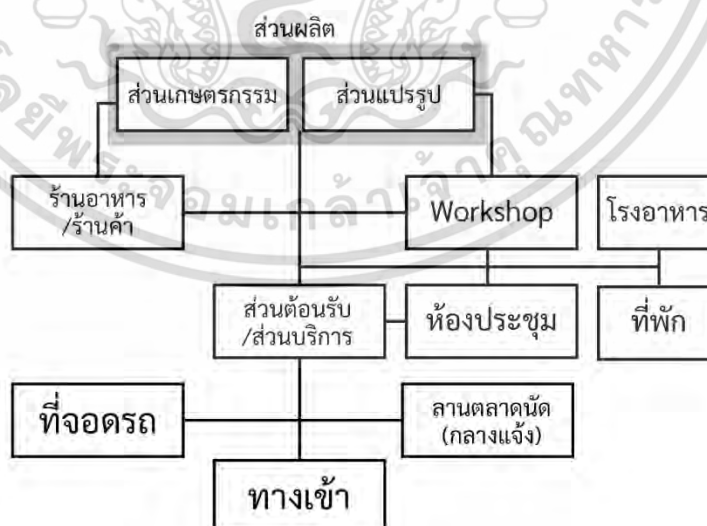 ส่วนผลิต
ส่วนเกษตรกรรม
ส่วนแปรรูป
ร้านอาหาร
/ร้านค้า
Workshop
โรงอาหาร
ส่วนต้อนรับ
/ส่วนบริการ
ห้องประชุม
ที่พัก
ที่จอดรถ
ลานตลาดนัด
(กลางแจ้ง)
ทางเข้า